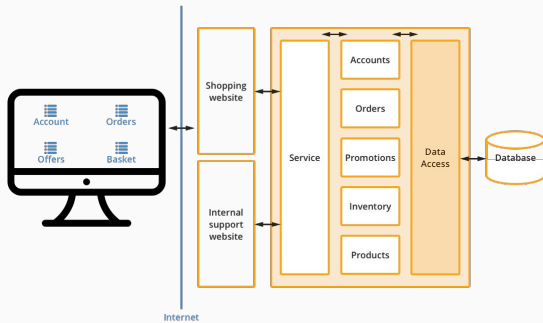 Account
Orders
Offers
Basket
Internet
Shopping
website
Internal
support
website
Service
Accounts
Orders
Promotions
Inventory
Products
Data
Access
Database